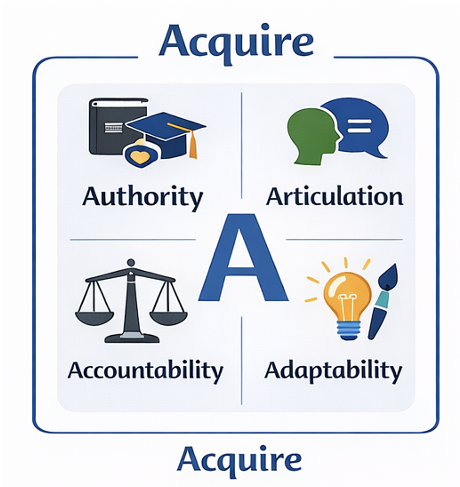 Acquire
Authority
Articulation
A
Accountability
Adaptability
Acquire